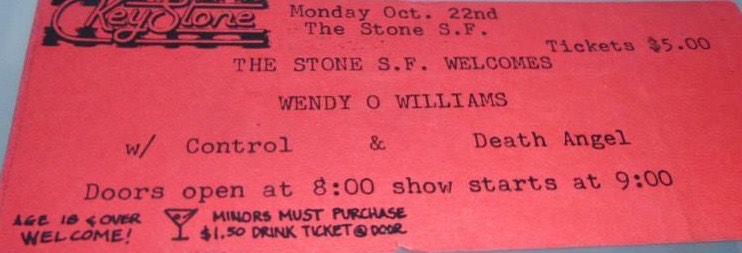 KeyStone
Monday Oct. 22nd
The Stone S.F.
Tickets $5.00
THE STONE S.F. WELCOMES
WENDY O WILLIAMS
w/ Control & Death Angel
Doors open at 8:00 show starts at 9:00
AGE 18 & OVER
WELCOME!
MINORS MUST PURCHASE
$1.50 DRINK TICKET @ DOOR